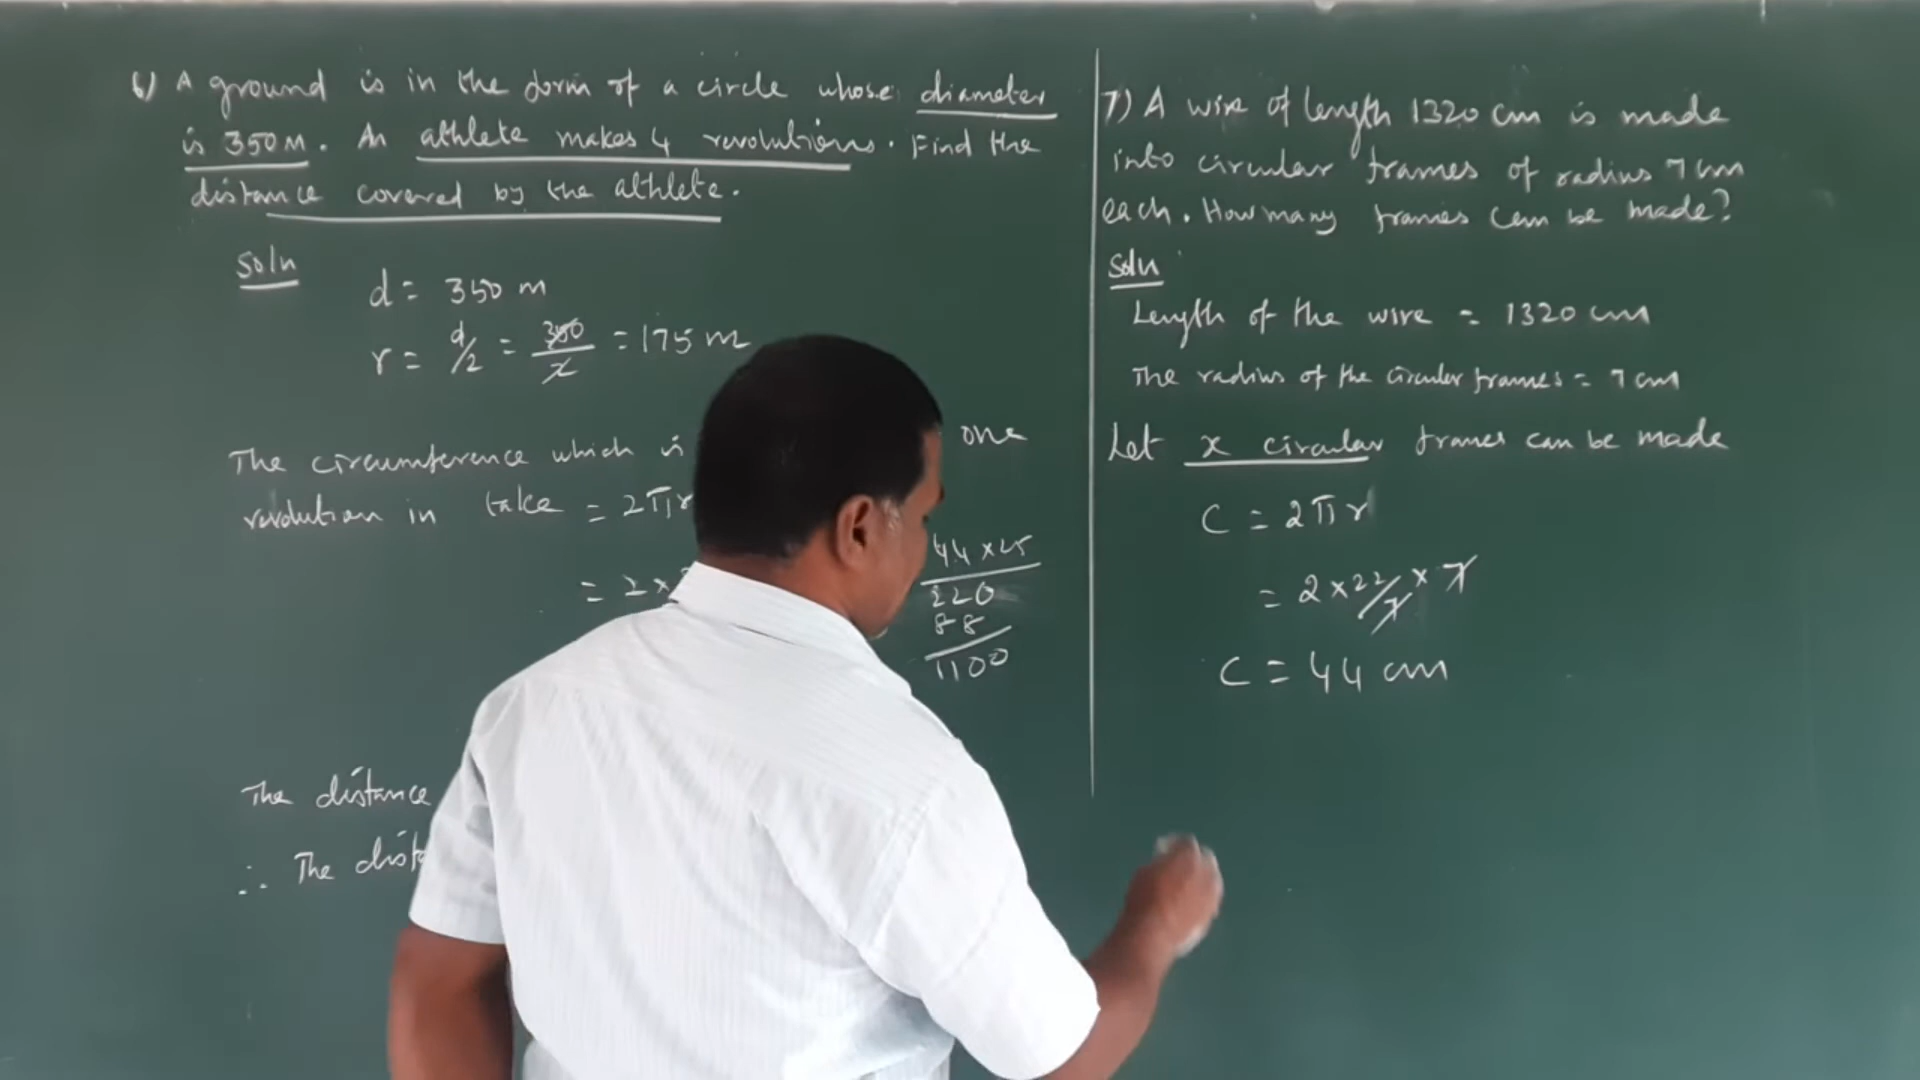 6) A ground is in the form of a circle whose diameter
is 350 M. An athlete makes 4 revolutions. Find the
distance covered by the athlete.
Soln
d = 350 m
r = d/2 = 350/2 = 175 m
The circumference which is one
revolution in take = 2πr
= 2 ×
44 × 25
220
88
1100
The distance
∴ The dist
7) A wire of length 1320 cm is made
into circular frames of radius 7 cm
each. How many frames can be made?
Soln
Length of the wire = 1320 cm
The radius of the circular frames = 7 cm
Let x circular frames can be made
C = 2πr
= 2 × 22/7 × 7
C = 44 cm